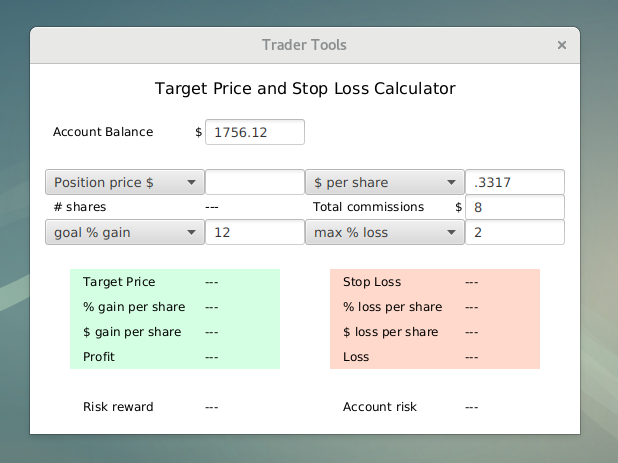 Trader Tools ×
Target Price and Stop Loss Calculator
Account Balance $ 1756.12
Position price $ $ per share .3317
# shares --- Total commissions $ 8
goal % gain 12 max % loss 2
Target Price --- Stop Loss ---
% gain per share --- % loss per share ---
$ gain per share --- $ loss per share ---
Profit --- Loss ---
Risk reward --- Account risk ---